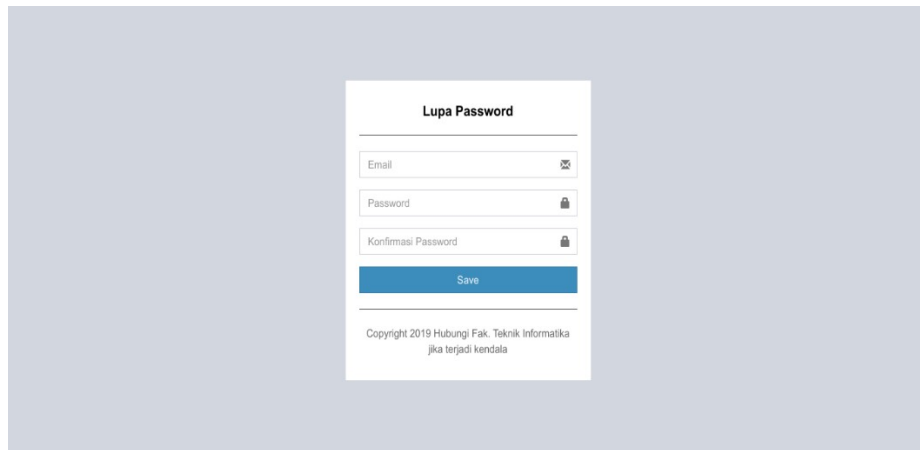 Lupa Password
Email
Password
Konfirmasi Password
Save
Copyright 2019 Hubungi Fak. Teknik Informatika
jika terjadi kendala